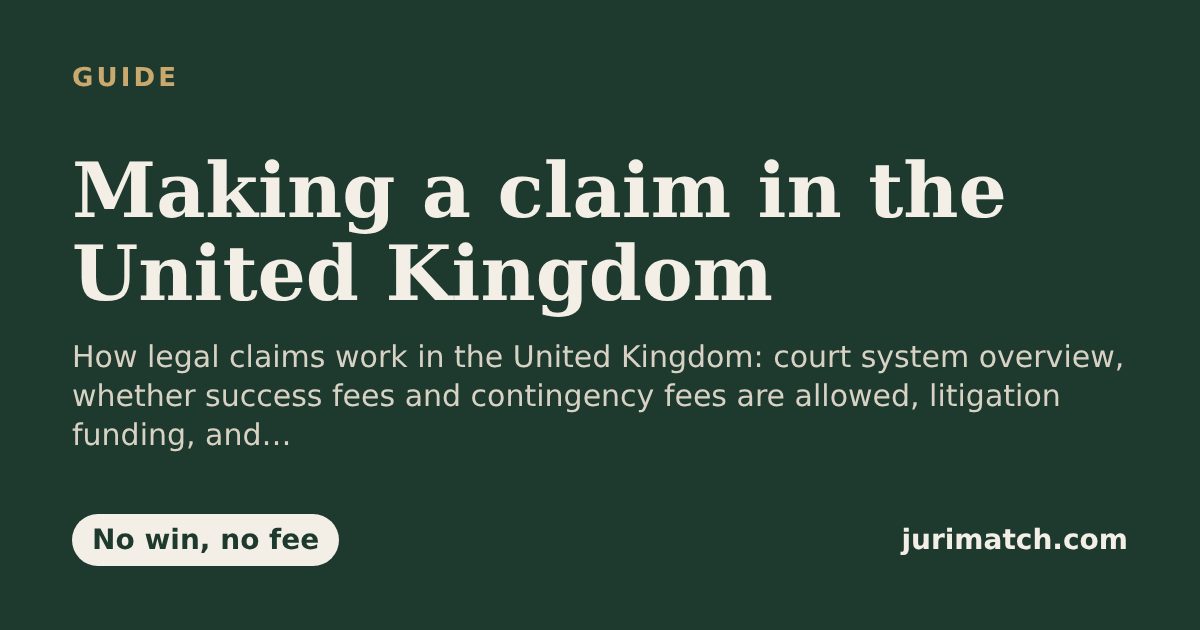 GUIDE
Making a claim in the
United Kingdom
How legal claims work in the United Kingdom: court system overview,
whether success fees and contingency fees are allowed, litigation
funding, and...
No win, no fee
jurimatch.com